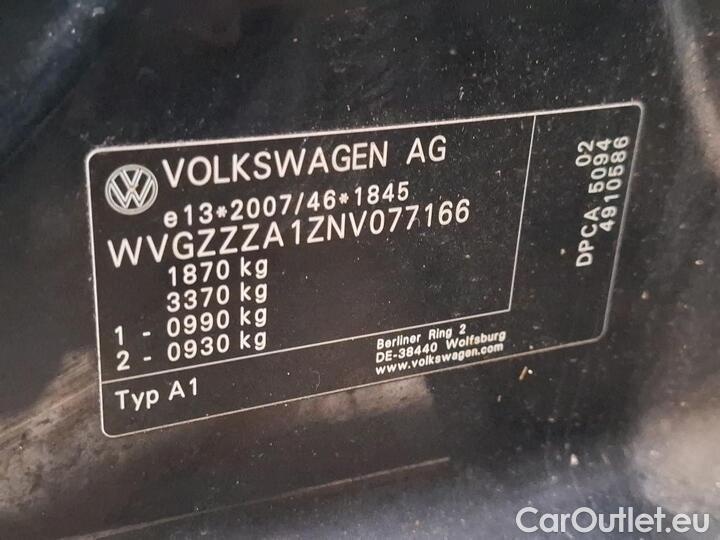 VOLKSWAGEN AG
e13*2007/46*1845
WVGZZZA1ZNV077166
1870 kg
3370 kg
1 - 0990 kg
2 - 0930 kg
Typ A1
Berliner Ring 2
DE-38440 Wolfsburg
www.volkswagen.com
02
DPCA 5094
4910586
CarOutlet.eu